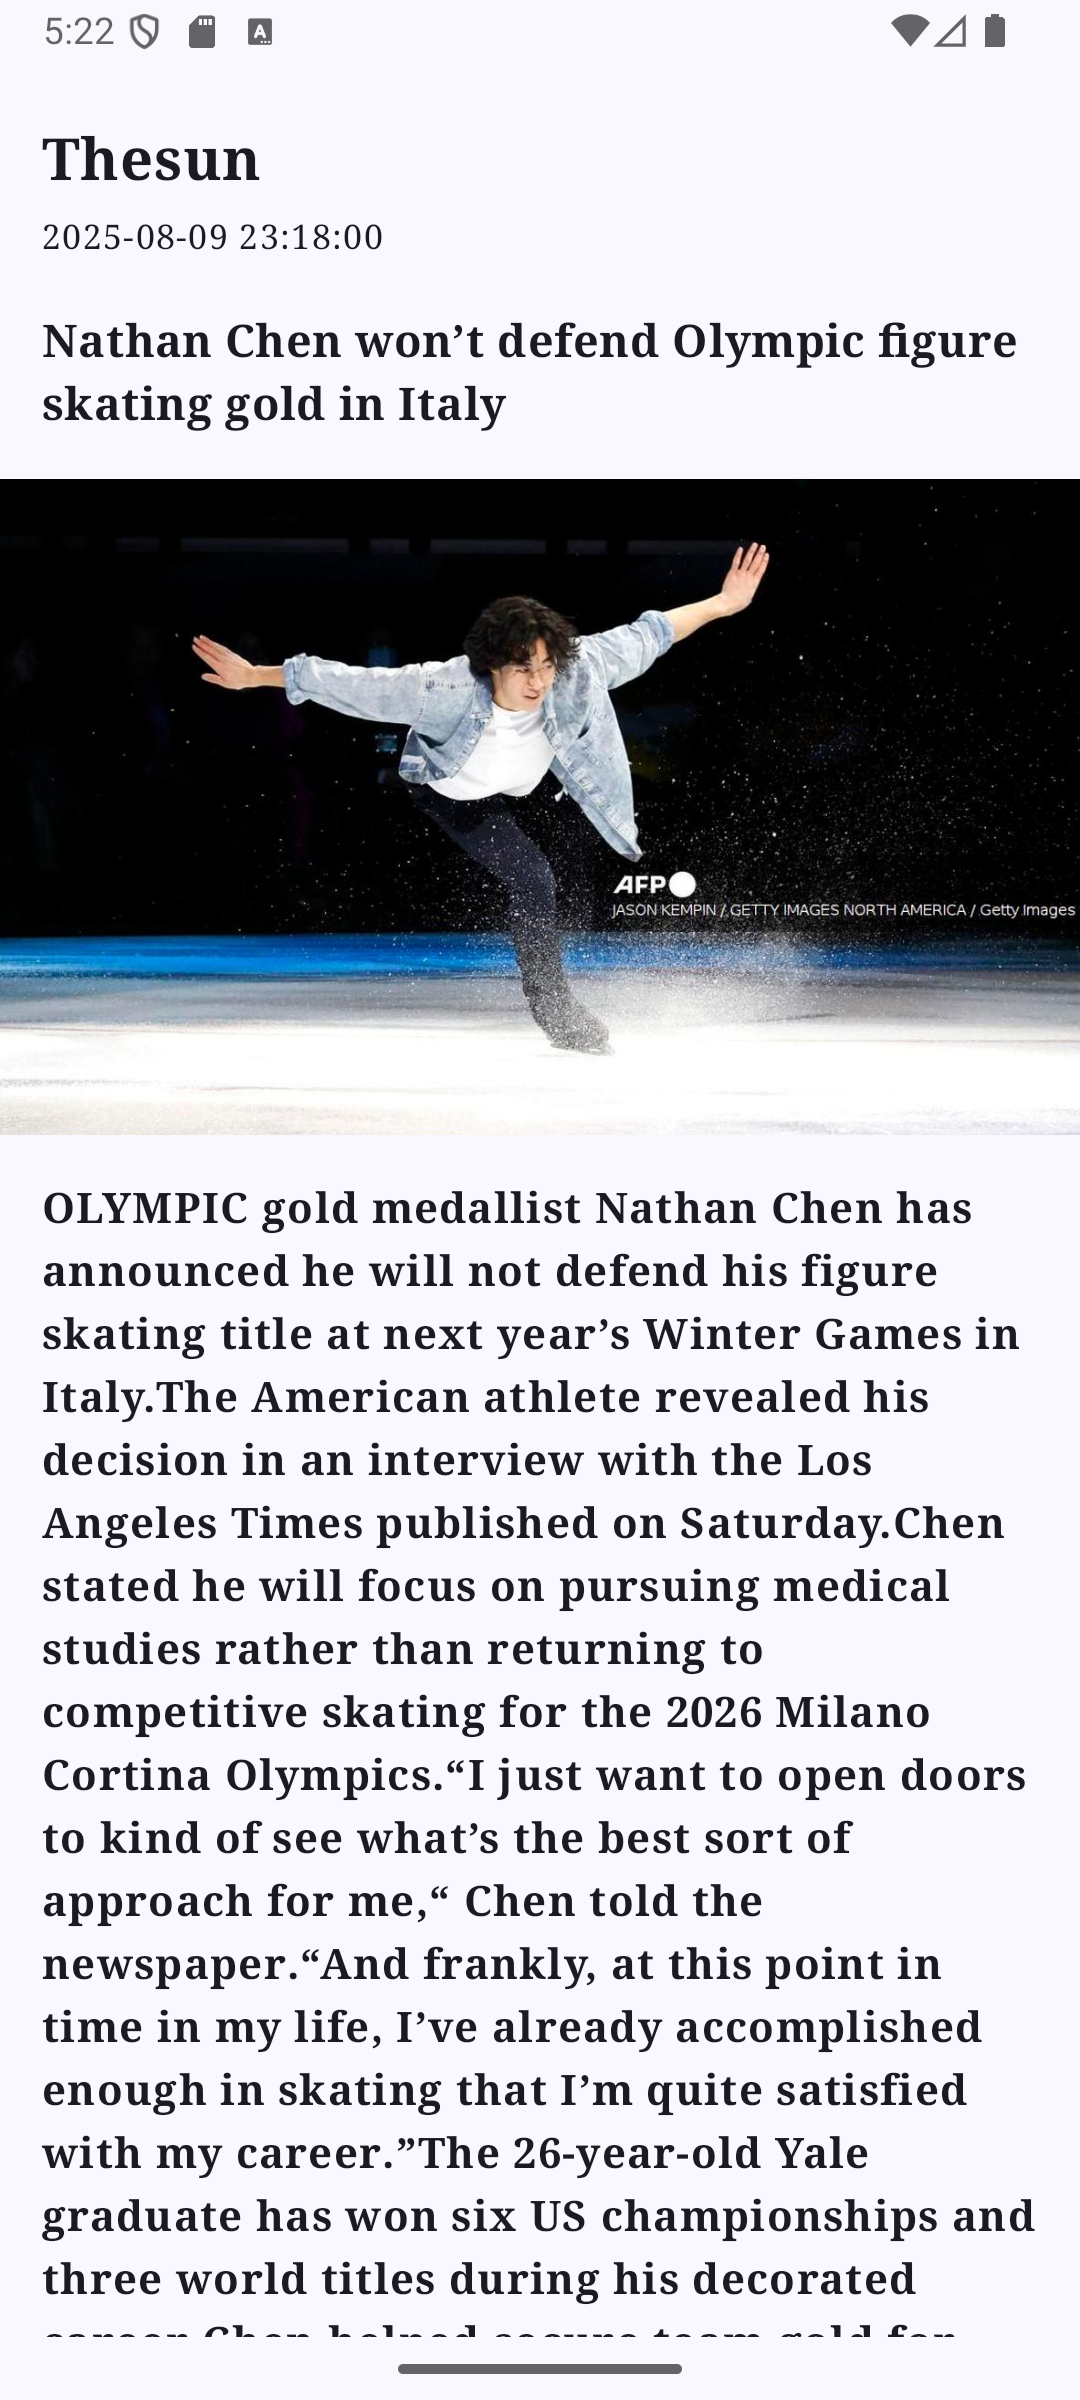 5:22
Thesun
2025-08-09 23:18:00
Nathan Chen won’t defend Olympic figure
skating gold in Italy
AFP
JASON KEMPIN / GETTY IMAGES NORTH AMERICA / Getty Images
OLYMPIC gold medallist Nathan Chen has
announced he will not defend his figure
skating title at next year’s Winter Games in
Italy.The American athlete revealed his
decision in an interview with the Los
Angeles Times published on Saturday.Chen
stated he will focus on pursuing medical
studies rather than returning to
competitive skating for the 2026 Milano
Cortina Olympics.“I just want to open doors
to kind of see what’s the best sort of
approach for me,“ Chen told the
newspaper.“And frankly, at this point in
time in my life, I’ve already accomplished
enough in skating that I’m quite satisfied
with my career.”The 26-year-old Yale
graduate has won six US championships and
three world titles during his decorated
career.Chen helped secure team gold for